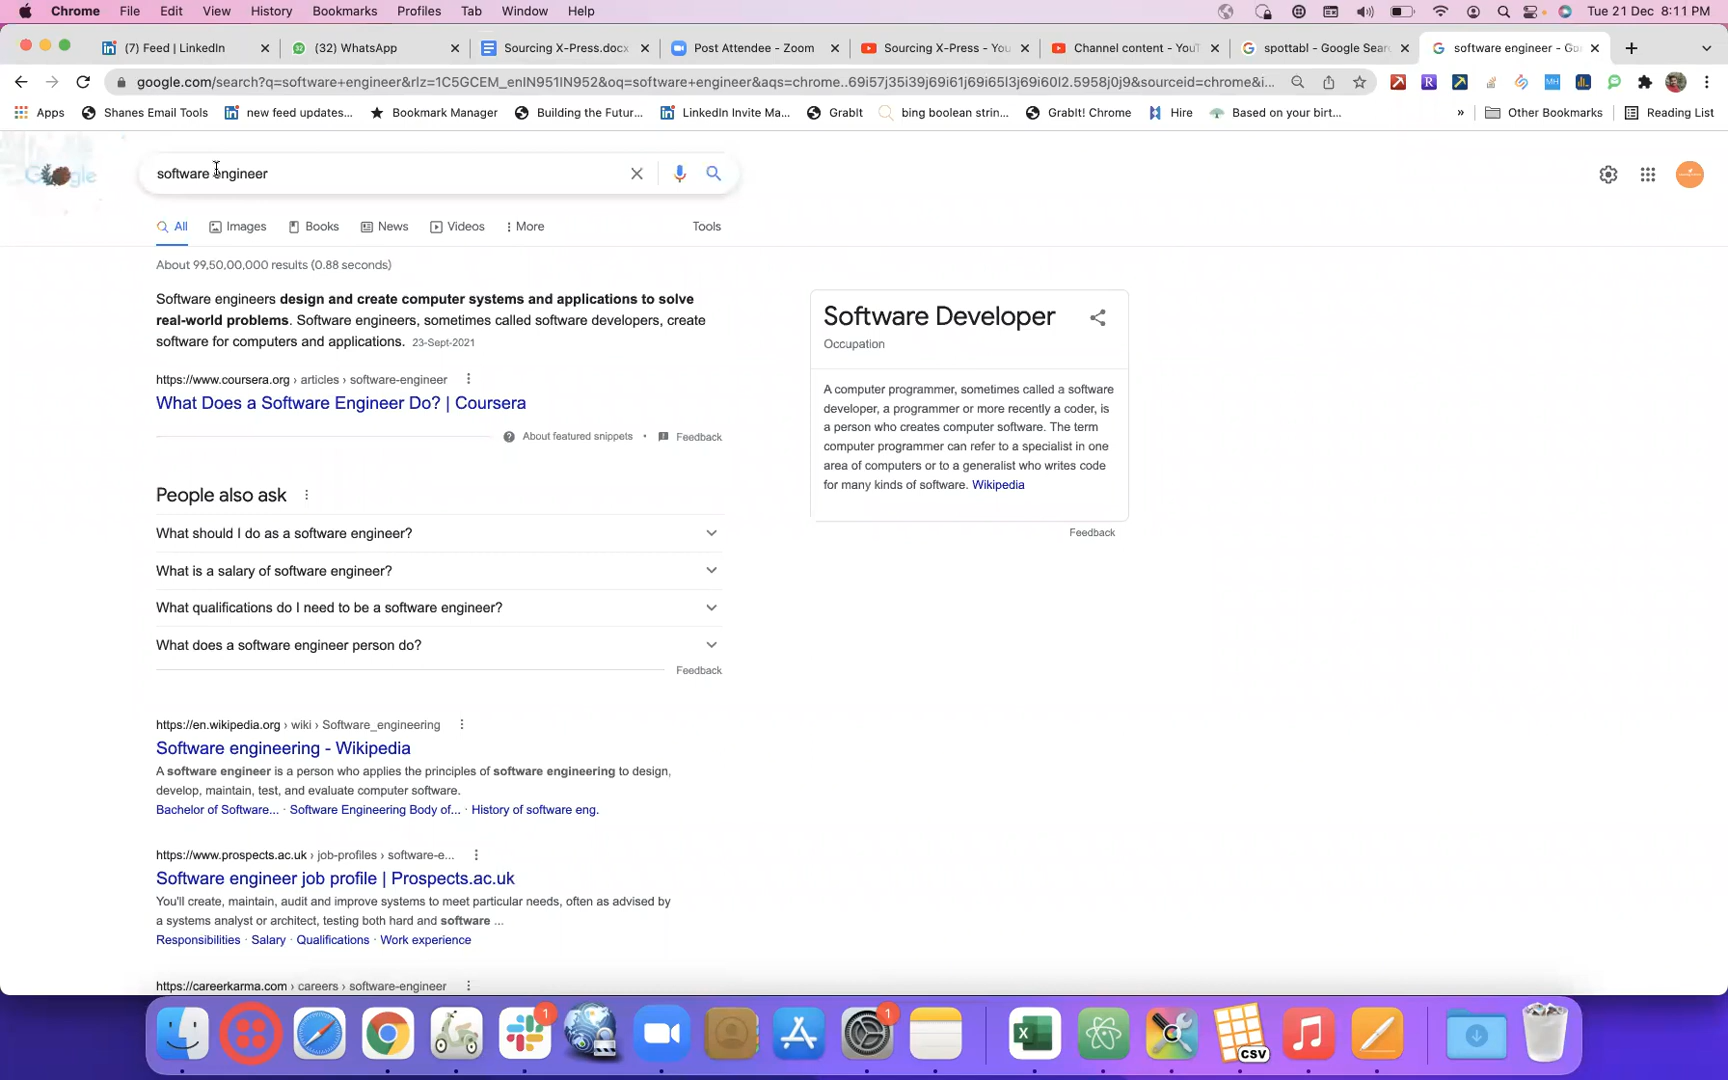 Chrome File Edit View History Bookmarks Profiles Tab Window Help Tue 21 Dec 8:11 PM
(7) Feed | LinkedIn (32) WhatsApp Sourcing X-Press.docx Post Attendee - Zoom Sourcing X-Press - You Channel content - YouT spottabl - Google Sear software engineer - Go
google.com/search?q=software+engineer&rlz=1C5GCEM_enIN951IN952&oq=software+engineer&aqs=chrome..69i57j35i39j69i61j69i65l3j69i60l2.5958j0j9&sourceid=chrome&i...
Apps Shanes Email Tools new feed updates... Bookmark Manager Building the Futur... LinkedIn Invite Ma... GrabIt bing boolean strin... GrabIt! Chrome Hire Based on your birt... » Other Bookmarks Reading List
Google software engineer
All Images Books News Videos More Tools
About 99,50,00,000 results (0.88 seconds)
Software engineers design and create computer systems and applications to solve
real-world problems. Software engineers, sometimes called software developers, create
software for computers and applications. 23-Sept-2021
https://www.coursera.org › articles › software-engineer
What Does a Software Engineer Do? | Coursera
About featured snippets • Feedback
People also ask
What should I do as a software engineer?
What is a salary of software engineer?
What qualifications do I need to be a software engineer?
What does a software engineer person do?
Feedback
https://en.wikipedia.org › wiki › Software_engineering
Software engineering - Wikipedia
A software engineer is a person who applies the principles of software engineering to design,
develop, maintain, test, and evaluate computer software.
Bachelor of Software... · Software Engineering Body of... · History of software eng.
https://www.prospects.ac.uk › job-profiles › software-e...
Software engineer job profile | Prospects.ac.uk
You'll create, maintain, audit and improve systems to meet particular needs, often as advised by
a systems analyst or architect, testing both hard and software ...
Responsibilities · Salary · Qualifications · Work experience
https://careerkarma.com › careers › software-engineer
Software Developer
Occupation
A computer programmer, sometimes called a software
developer, a programmer or more recently a coder, is
a person who creates computer software. The term
computer programmer can refer to a specialist in one
area of computers or to a generalist who writes code
for many kinds of software. Wikipedia
Feedback
1
1
CSV